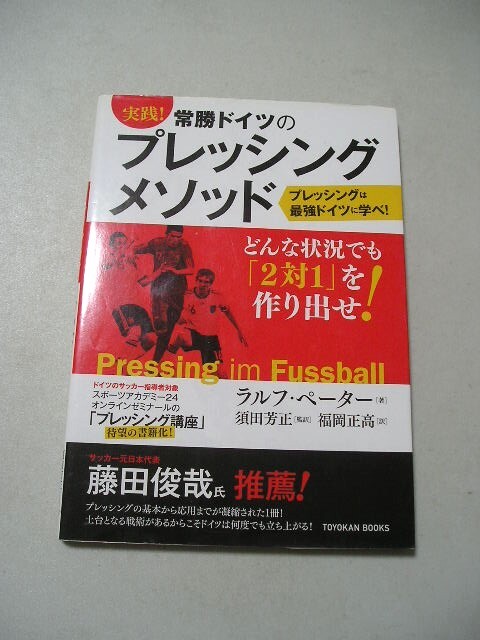 実践!
常勝ドイツの
プレッシング
メソッド
プレッシングは
最強ドイツに学べ!
どんな状況でも
「2対1」を
作り出せ!
Pressing im Fussball
ドイツのサッカー指導者対象
スポーツアカデミー24
オンラインゼミナールの
「プレッシング講座」
待望の書籍化!
ラルフ・ペーター[著]
須田芳正[監訳] 福岡正高[訳]
サッカー元日本代表
藤田俊哉氏 推薦!
プレッシングの基本から応用までが凝縮された1冊!
土台となる戦術があるからこそドイツは何度でも立ち上がる!
TOYOKAN BOOKS